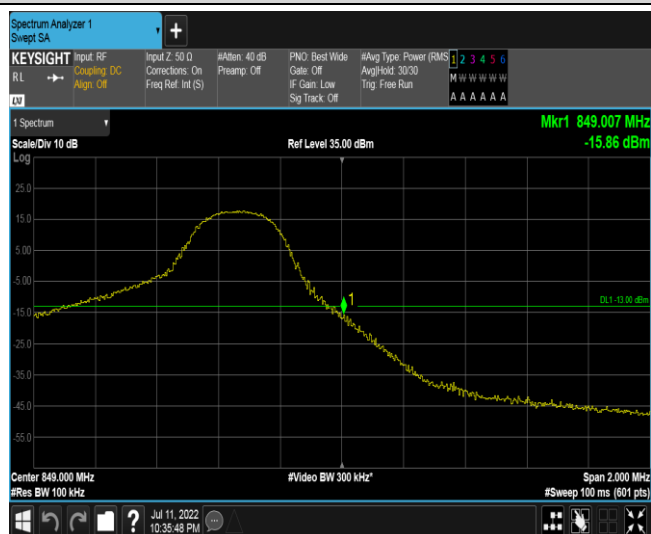 Spectrum Analyzer 1
Swept SA
+
KEYSIGHT
RL
LXI
Input: RF
Coupling: DC
Align: Off
Input Z: 50 Ω
Corrections: On
Freq Ref: Int (S)
#Atten: 40 dB
Preamp: Off
PNO: Best Wide
Gate: Off
IF Gain: Low
Sig Track: Off
#Avg Type: Power (RMS
Avg|Hold: 30/30
Trig: Free Run
1 2 3 4 5 6
M W W W W W
A A A A A A
1 Spectrum
Mkr1 849.007 MHz
Scale/Div 10 dB
Ref Level 35.00 dBm
-15.86 dBm
Log
25.0
15.0
5.00
-5.00
1
DL1 -13.00 dBm
-15.0
-25.0
-35.0
-45.0
-55.0
Center 849.000 MHz
#Video BW 300 kHz*
Span 2.000 MHz
#Res BW 100 kHz
#Sweep 100 ms (601 pts)
?
Jul 11, 2022
10:35:48 PM